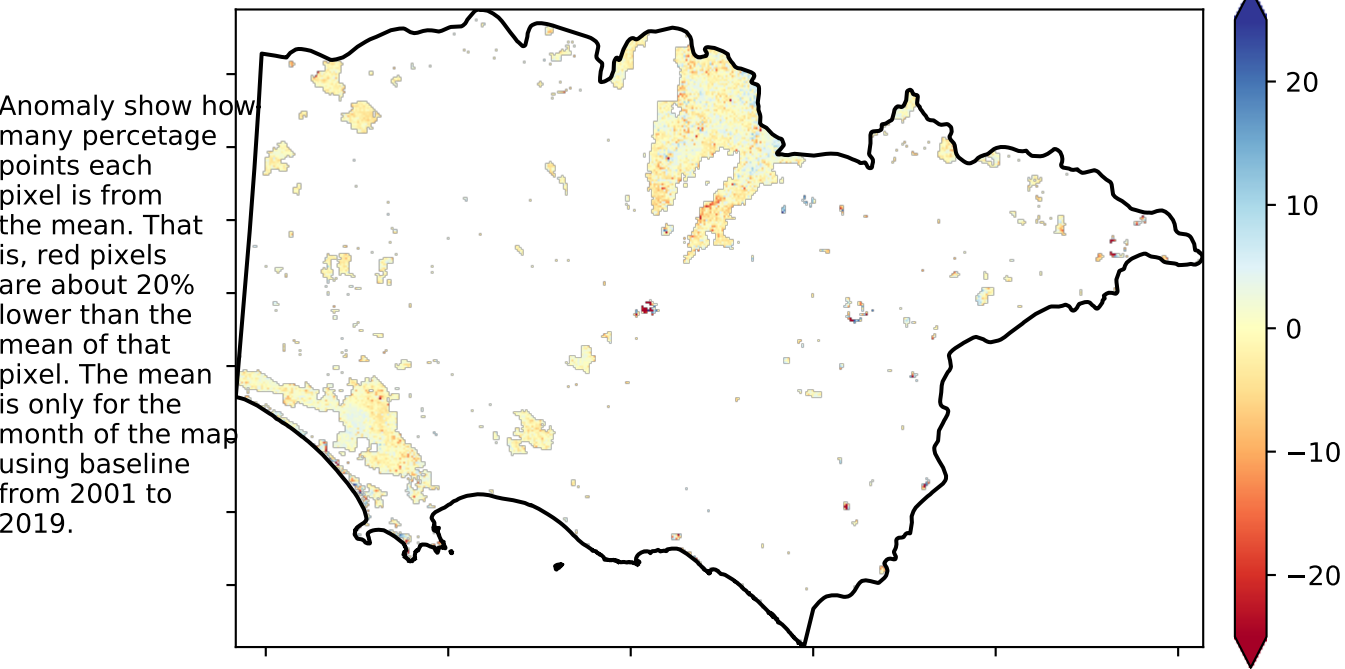 Anomaly show how
many percetage
points each
pixel is from
the mean. That
is, red pixels
are about 20%
lower than the
mean of that
pixel. The mean
is only for the
month of the map
using baseline
from 2001 to
2019.
20
10
0
−10
−20